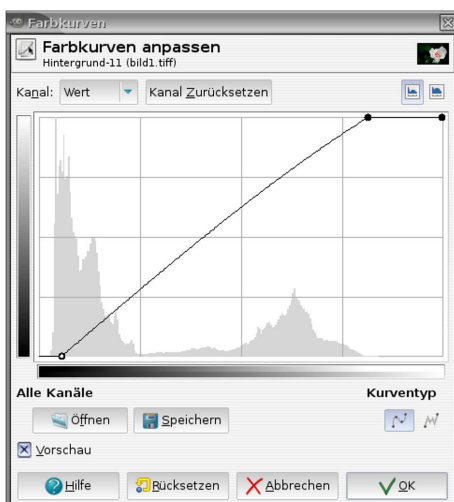 Farbkurven
Farbkurven anpassen
Hintergrund-11 (bild1.tiff)
Kanal: Wert Kanal Zurücksetzen
Alle Kanäle Kurventyp
Öffnen Speichern
Vorschau
Hilfe Rücksetzen Abbrechen OK